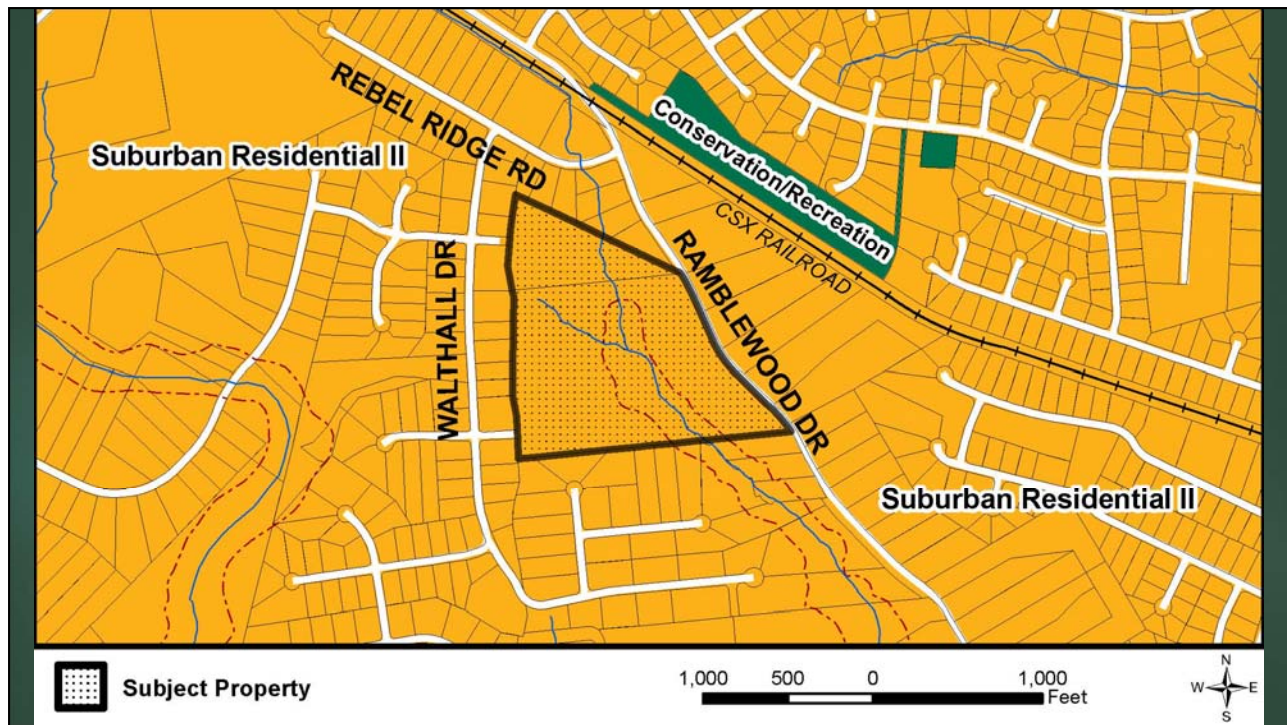 REBEL RIDGE RD
Conservation/Recreation
Suburban Residential II
CSX RAILROAD
WALTHALL DR
RAMBLEWOOD DR
Suburban Residential II
Subject Property
1,000 500 0 1,000
Feet
N
W E
S